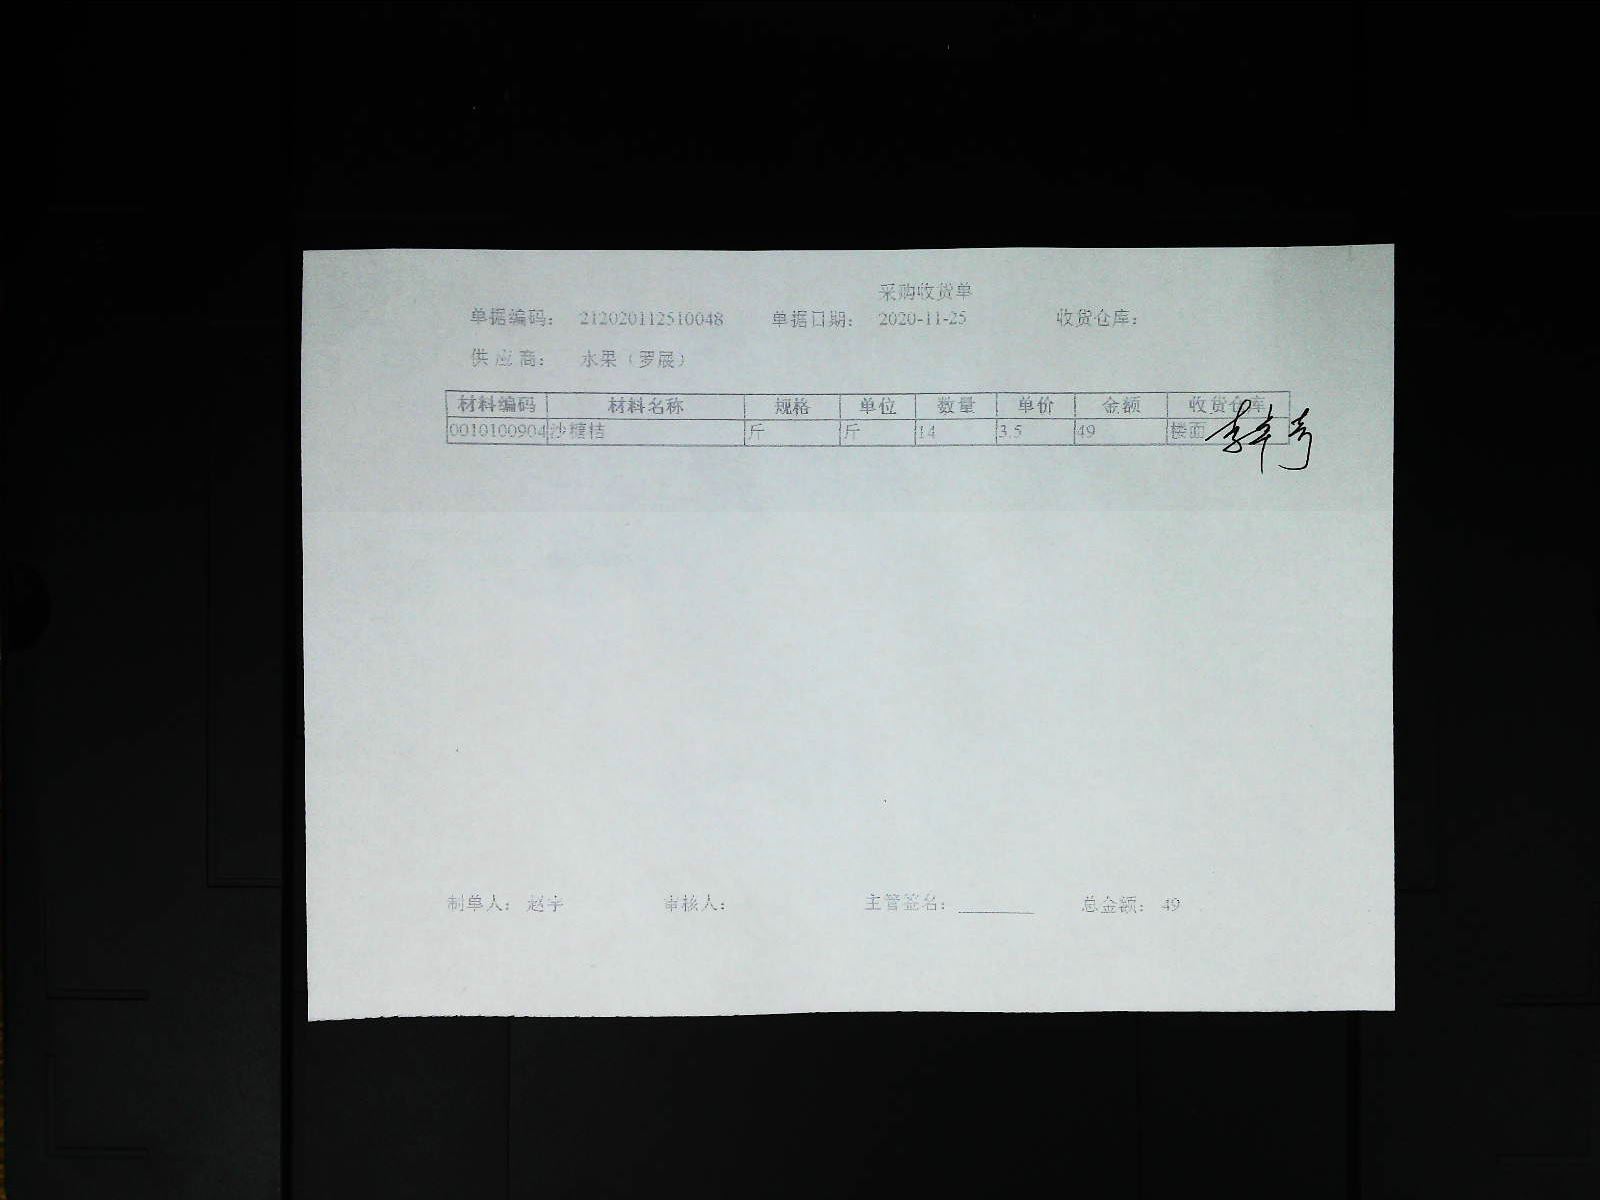 采购收货单
单据编码： 212020112510048 单据日期： 2020-11-25 收货仓库：
供应商： 水果（罗展）
材料编码 材料名称 规格 单位 数量 单价 金额 收货仓库
0010100904 沙糖桔 斤 斤 14 3.5 49 楼面
制单人： 赵宇 审核人： 主管签名： 总金额： 49